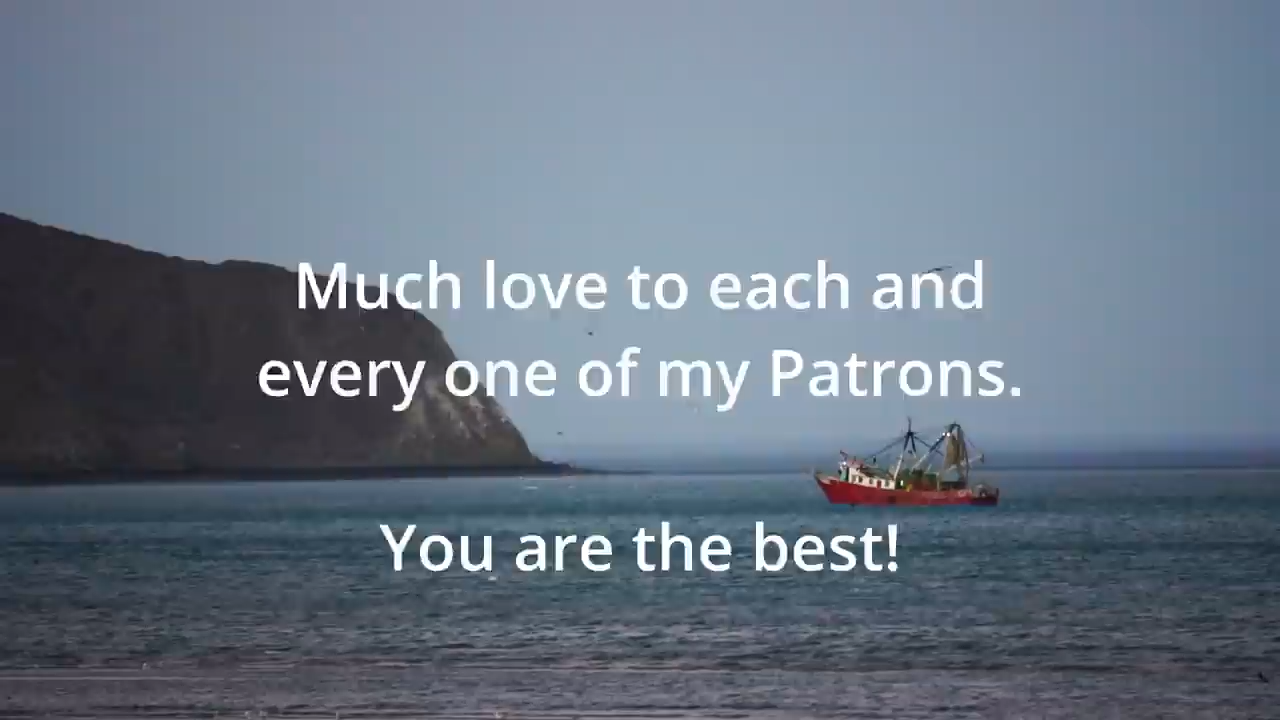 Much love to each and
every one of my Patrons.
You are the best!